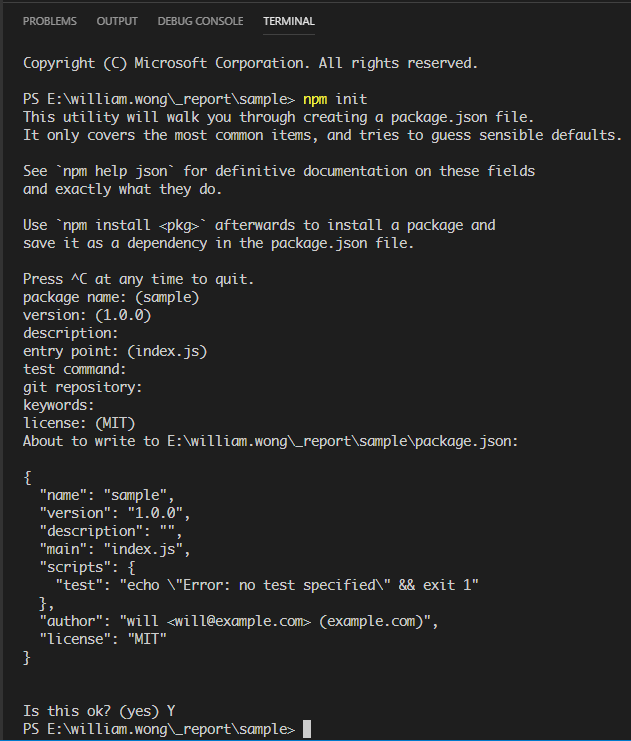 PROBLEMS OUTPUT DEBUG CONSOLE TERMINAL
Copyright (C) Microsoft Corporation. All rights reserved.
PS E:\william.wong\_report\sample> npm init
This utility will walk you through creating a package.json file.
It only covers the most common items, and tries to guess sensible defaults.
See `npm help json` for definitive documentation on these fields
and exactly what they do.
Use `npm install <pkg>` afterwards to install a package and
save it as a dependency in the package.json file.
Press ^C at any time to quit.
package name: (sample)
version: (1.0.0)
description:
entry point: (index.js)
test command:
git repository:
keywords:
license: (MIT)
About to write to E:\william.wong\_report\sample\package.json:
{
  "name": "sample",
  "version": "1.0.0",
  "description": "",
  "main": "index.js",
  "scripts": {
    "test": "echo \"Error: no test specified\" && exit 1"
  },
  "author": "will <will@example.com> (example.com)",
  "license": "MIT"
}
Is this ok? (yes) Y
PS E:\william.wong\_report\sample>